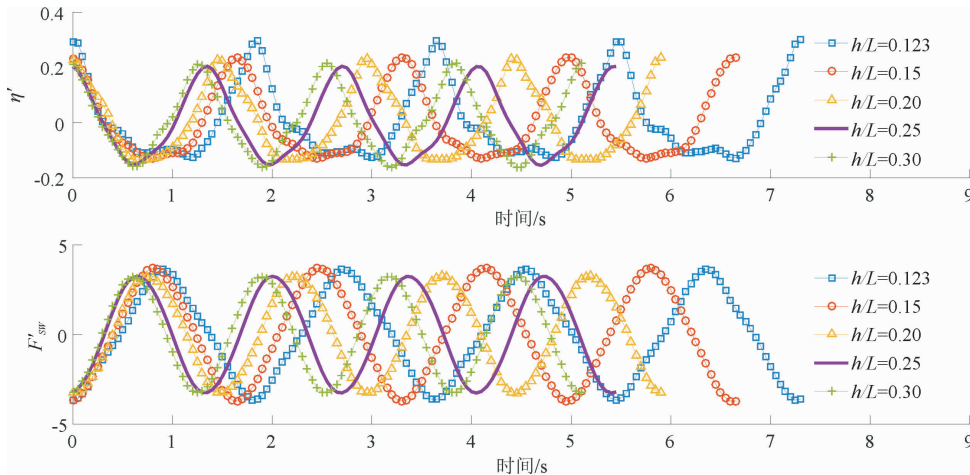 0.4
0.2
0
-0.2
η′
0 1 2 3 4 5 6 7 8 9
时间/s
h/L=0.123
h/L=0.15
h/L=0.20
h/L=0.25
h/L=0.30
5
0
-5
F′sw
0 1 2 3 4 5 6 7 8 9
时间/s
h/L=0.123
h/L=0.15
h/L=0.20
h/L=0.25
h/L=0.30